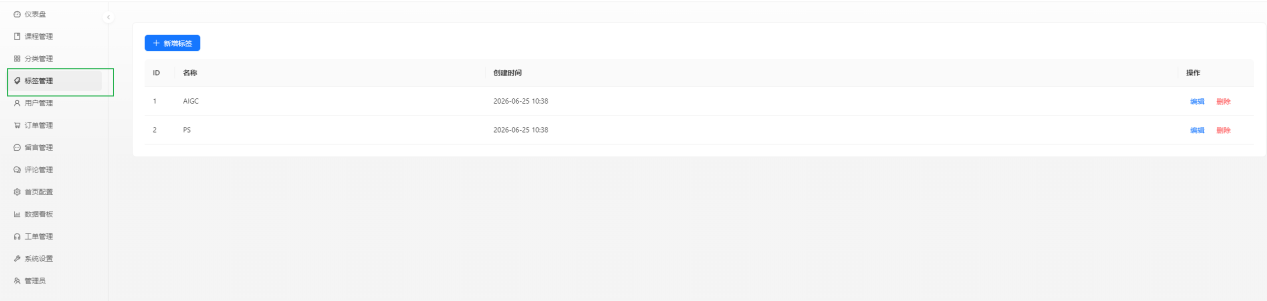 仪表盘
课程管理
分类管理
标签管理
用户管理
订单管理
留言管理
评论管理
首页配置
数据看板
工单管理
系统设置
管理员
+ 新增标签
ID 名称 创建时间 操作
1 AIGC 2026-06-25 10:38 编辑 删除
2 PS 2026-06-25 10:38 编辑 删除